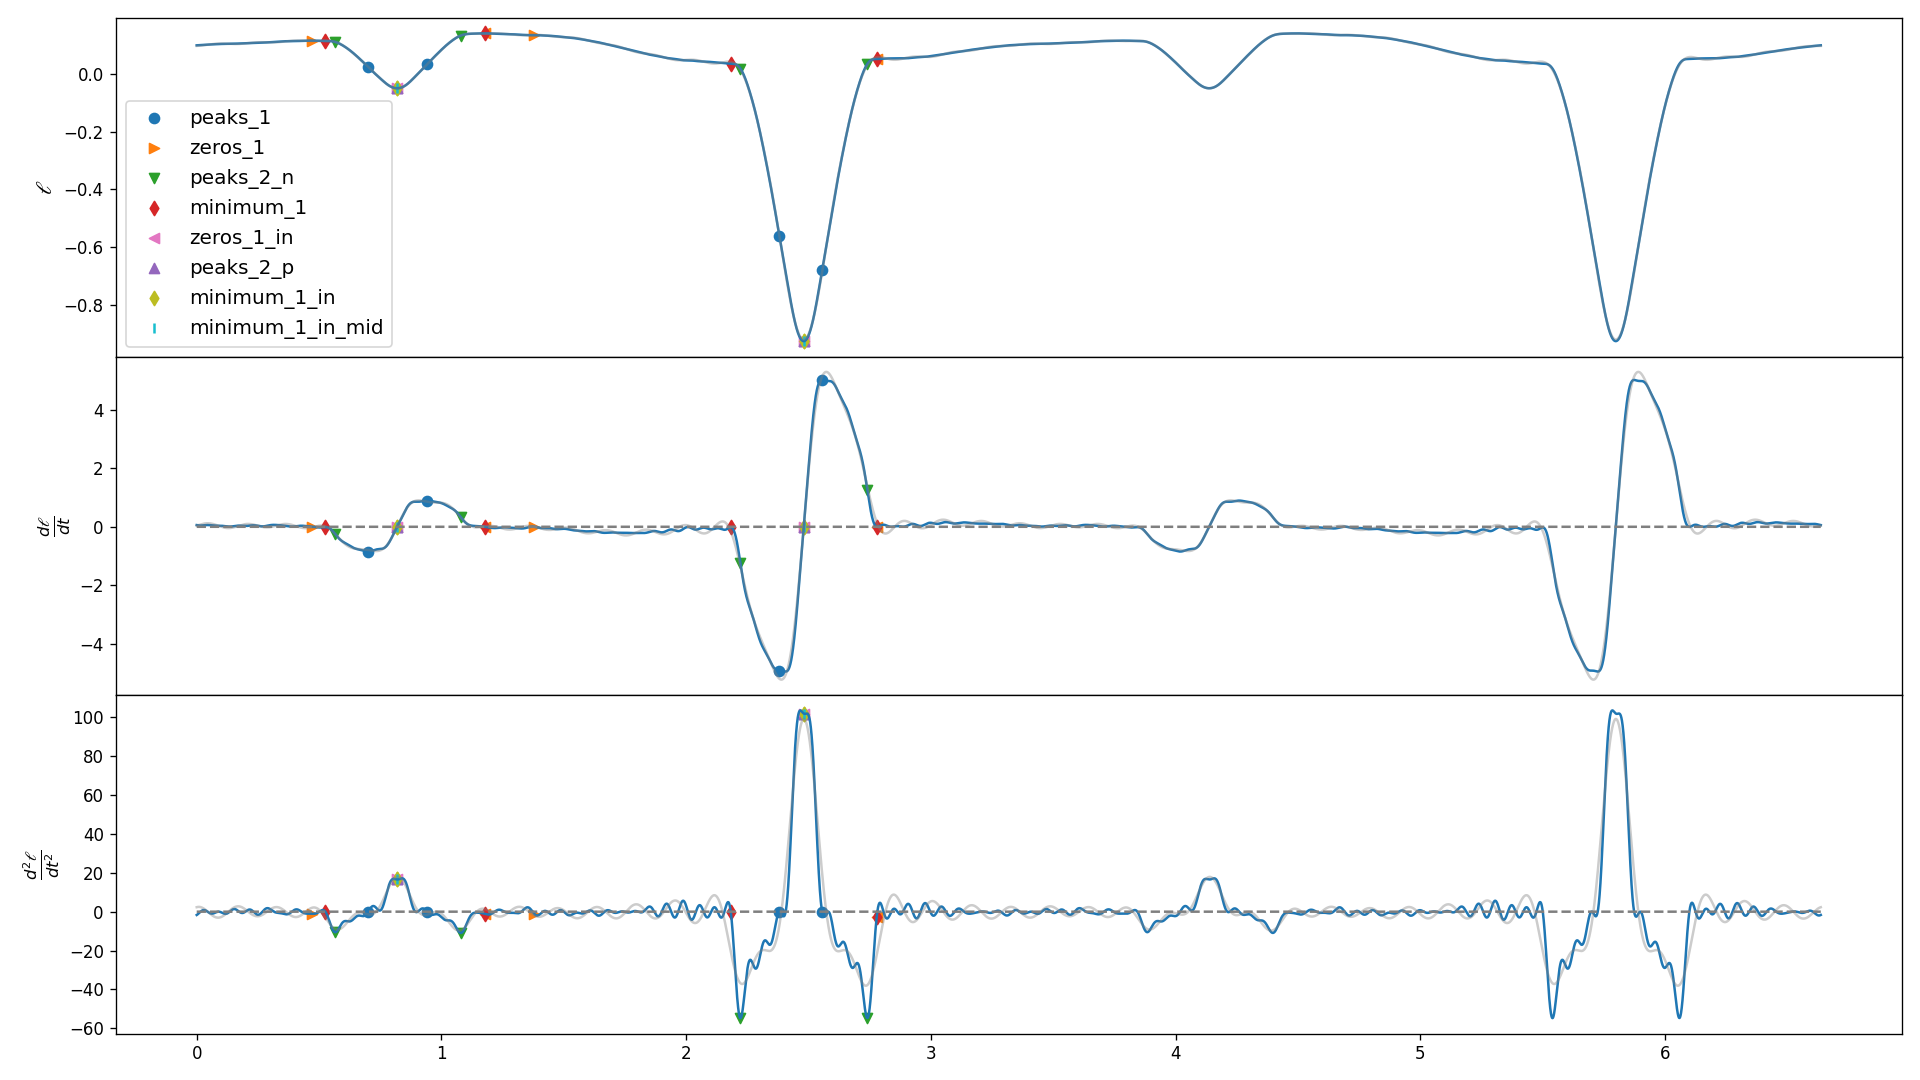 0.0
−0.2
−0.4
−0.6
−0.8
ℓ
peaks_1
zeros_1
peaks_2_n
minimum_1
zeros_1_in
peaks_2_p
minimum_1_in
minimum_1_in_mid
4
2
0
−2
−4
dℓ
dt
100
80
60
40
20
0
−20
−40
−60
d²ℓ
dt²
0 1 2 3 4 5 6